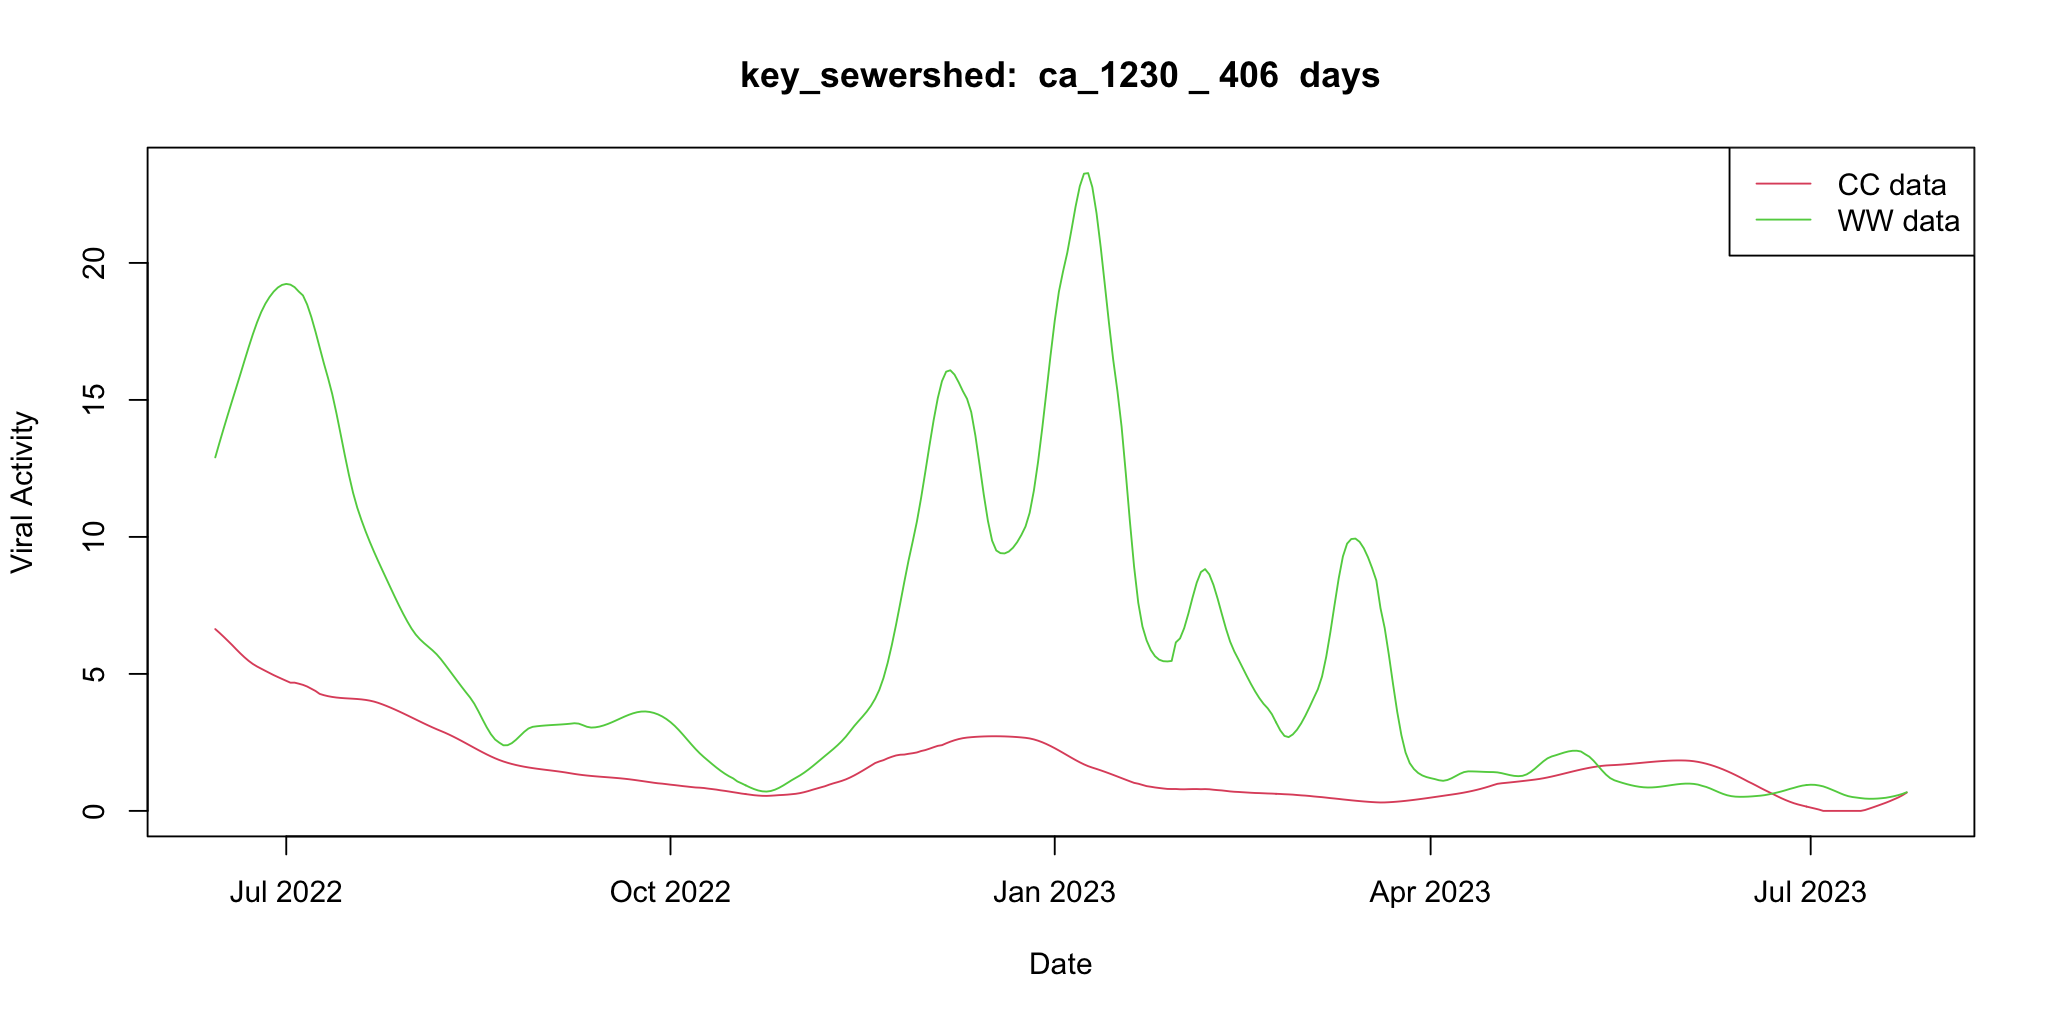 key_sewershed:  ca_1230 _ 406  days
CC data
WW data
Viral Activity
20
15
10
5
0
Jul 2022
Oct 2022
Jan 2023
Apr 2023
Jul 2023
Date